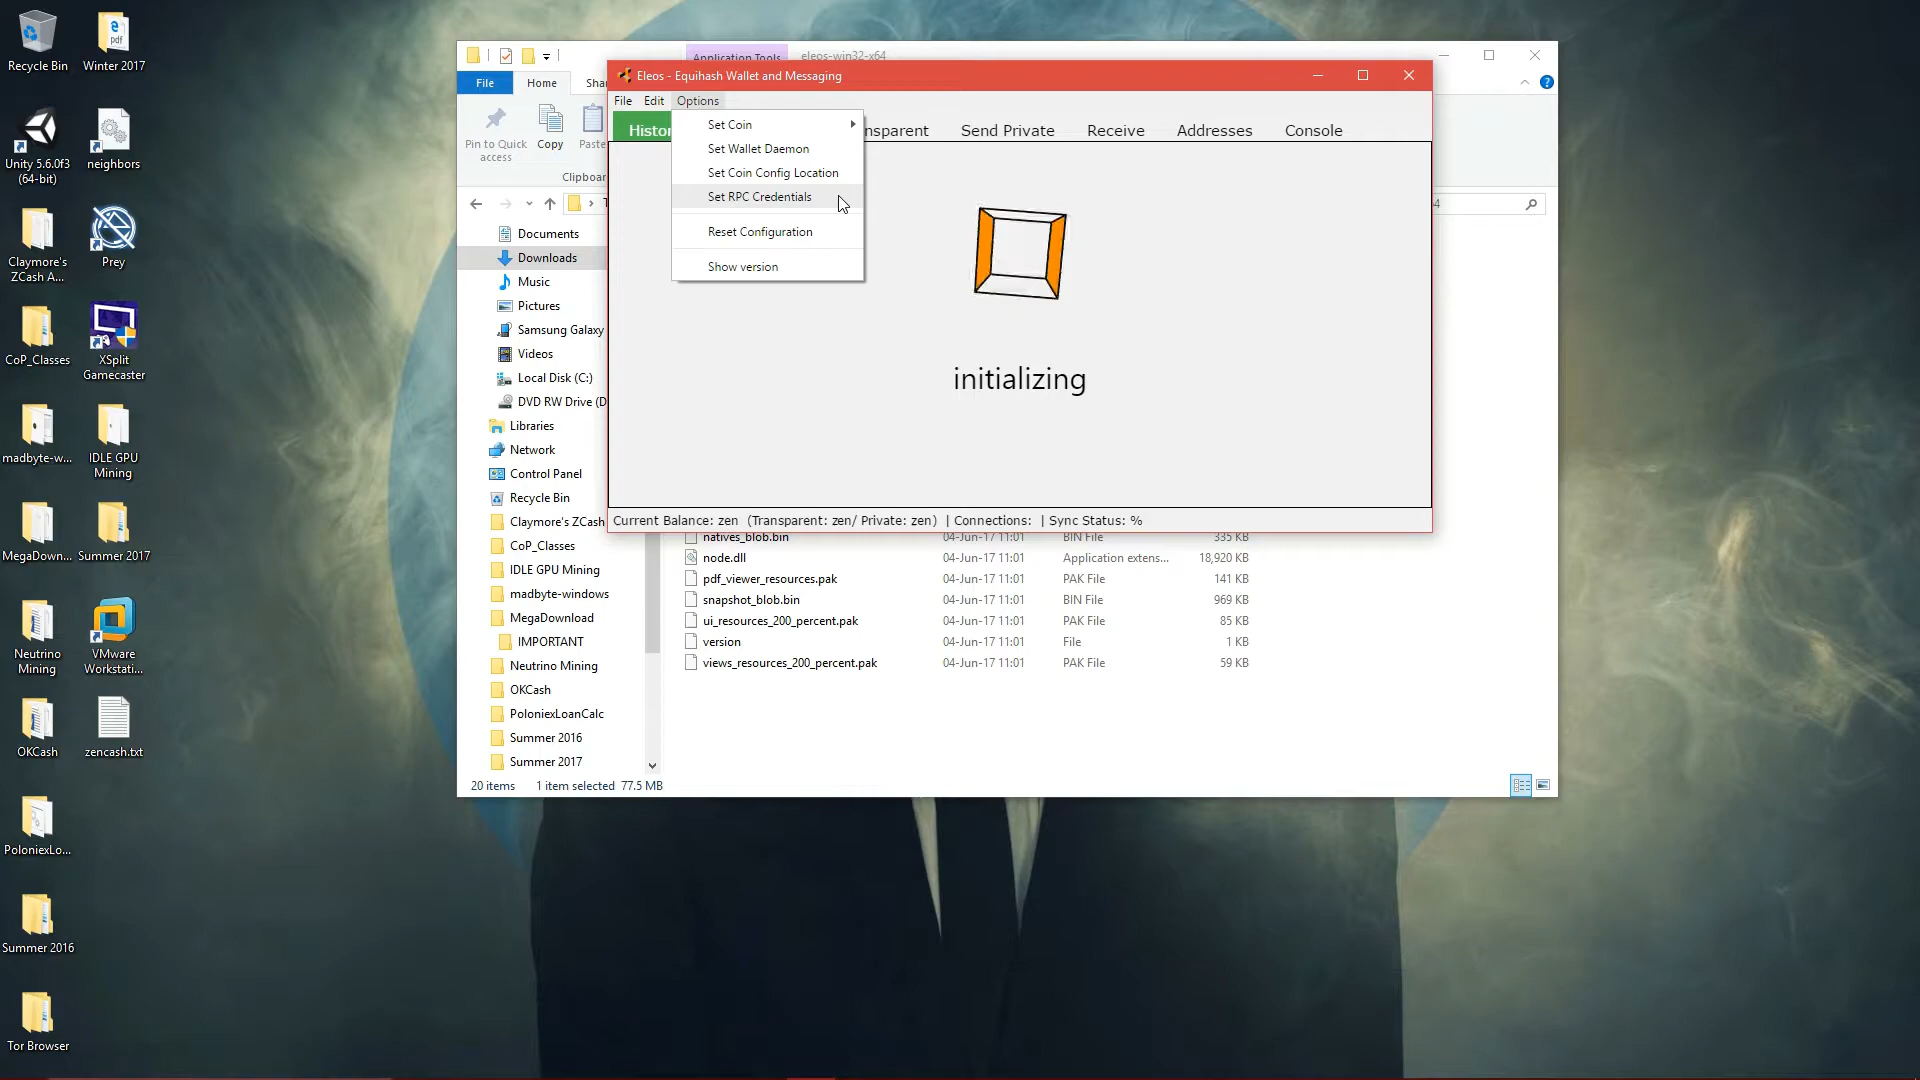 Recycle Bin
Winter 2017
Unity 5.6.0f3
(64-bit)
neighbors
Claymore's
ZCash A...
Prey
CoP_Classes
XSplit
Gamecaster
madbyte-w...
IDLE GPU
Mining
MegaDown...
Summer 2017
Neutrino
Mining
VMware
Workstati...
OKCash
zencash.txt
PoloniexLo...
Summer 2016
Tor Browser
Application Tools
eleos-win32-x64
File
Home
Shar
Pin to Quick
access
Copy
Paste
Clipboar
Documents
Downloads
Music
Pictures
Samsung Galaxy
Videos
Local Disk (C:)
DVD RW Drive (D
Libraries
Network
Control Panel
Recycle Bin
Claymore's ZCash
CoP_Classes
IDLE GPU Mining
madbyte-windows
MegaDownload
IMPORTANT
Neutrino Mining
OKCash
PoloniexLoanCalc
Summer 2016
Summer 2017
20 items 1 item selected 77.5 MB
Eleos - Equihash Wallet and Messaging
File Edit Options
Set Coin
Set Wallet Daemon
Set Coin Config Location
Set RPC Credentials
Reset Configuration
Show version
Histor
nsparent Send Private Receive Addresses Console
initializing
Current Balance: zen (Transparent: zen/ Private: zen) | Connections: | Sync Status: %
natives_blob.bin 04-Jun-17 11:01 BIN File 335 KB
node.dll 04-Jun-17 11:01 Application extens... 18,920 KB
pdf_viewer_resources.pak 04-Jun-17 11:01 PAK File 141 KB
snapshot_blob.bin 04-Jun-17 11:01 BIN File 969 KB
ui_resources_200_percent.pak 04-Jun-17 11:01 PAK File 85 KB
version 04-Jun-17 11:01 File 1 KB
views_resources_200_percent.pak 04-Jun-17 11:01 PAK File 59 KB